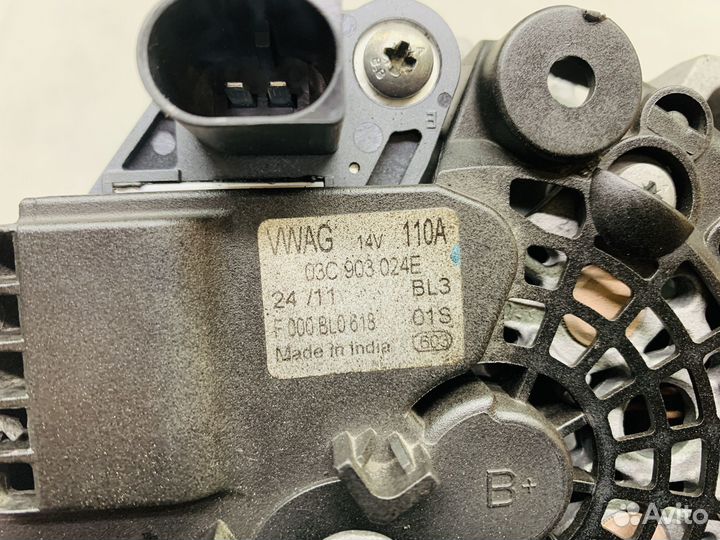 VWAG 14V 110A
03C 903 024E
24 /11 BL3
F 000 BL0 618 01S
Made in India 603
B+
E
Avito